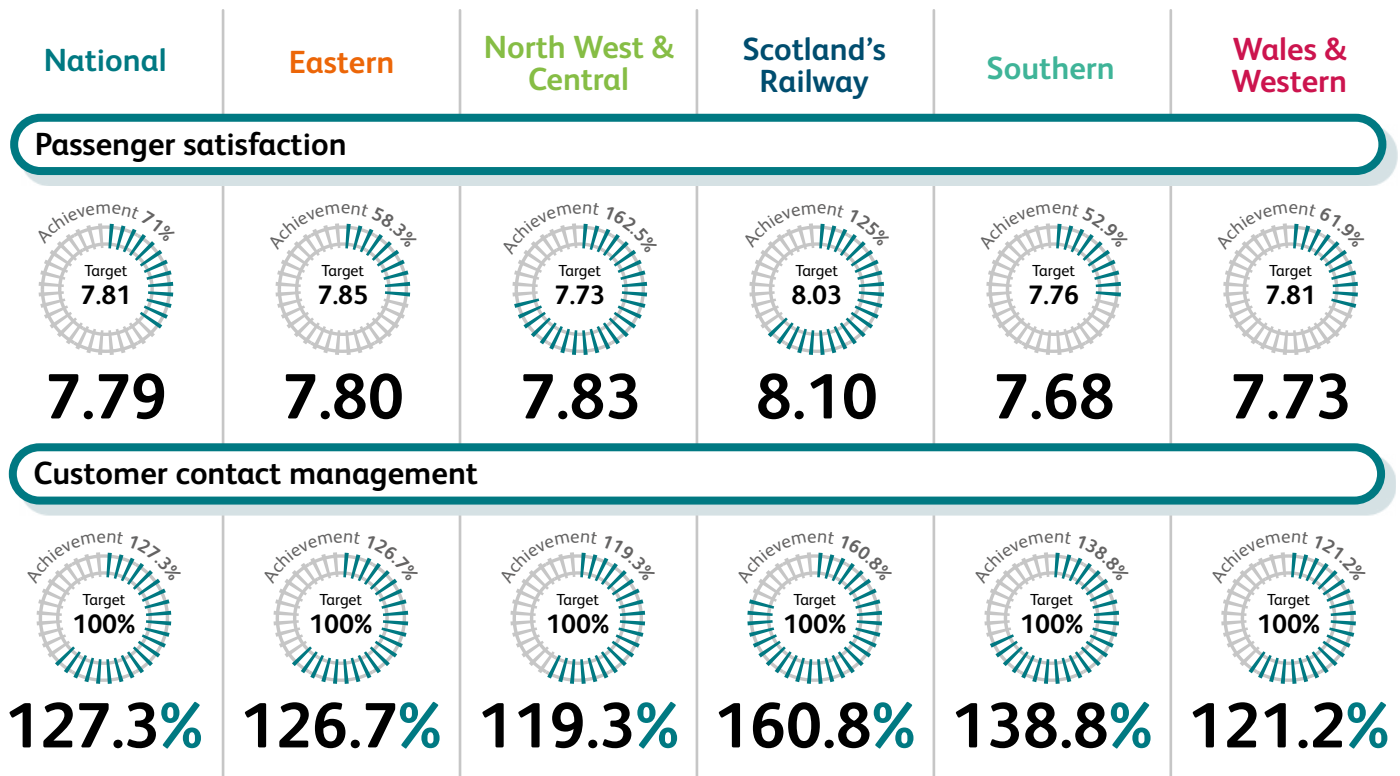 National
Eastern
North West &
Central
Scotland's
Railway
Southern
Wales &
Western
Passenger satisfaction
Achievement 71%
Target
7.81
7.79
Achievement 58.3%
Target
7.85
7.80
Achievement 162.5%
Target
7.73
7.83
Achievement 125%
Target
8.03
8.10
Achievement 52.9%
Target
7.76
7.68
Achievement 61.9%
Target
7.81
7.73
Customer contact management
Achievement 127.3%
Target
100%
127.3%
Achievement 126.7%
Target
100%
126.7%
Achievement 119.3%
Target
100%
119.3%
Achievement 160.8%
Target
100%
160.8%
Achievement 138.8%
Target
100%
138.8%
Achievement 121.2%
Target
100%
121.2%